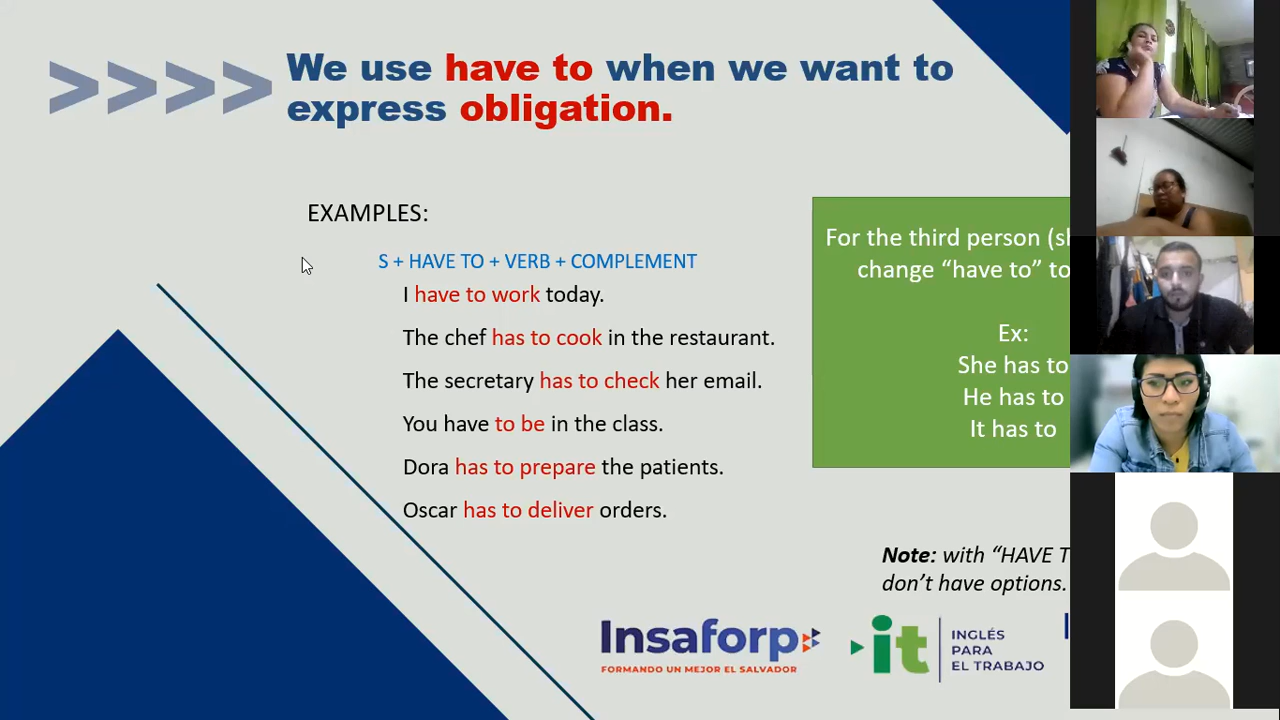 >>>> We use have to when we want to
express obligation.
EXAMPLES:
S + HAVE TO + VERB + COMPLEMENT
I have to work today.
The chef has to cook in the restaurant.
The secretary has to check her email.
You have to be in the class.
Dora has to prepare the patients.
Oscar has to deliver orders.
For the third person
change “have to” to
Ex:
She has to
He has to
It has to
Note: with “HAVE
don’t have options.
Insaforp
FORMANDO UN MEJOR EL SALVADOR
it
INGLÉS
PARA
EL TRABAJO